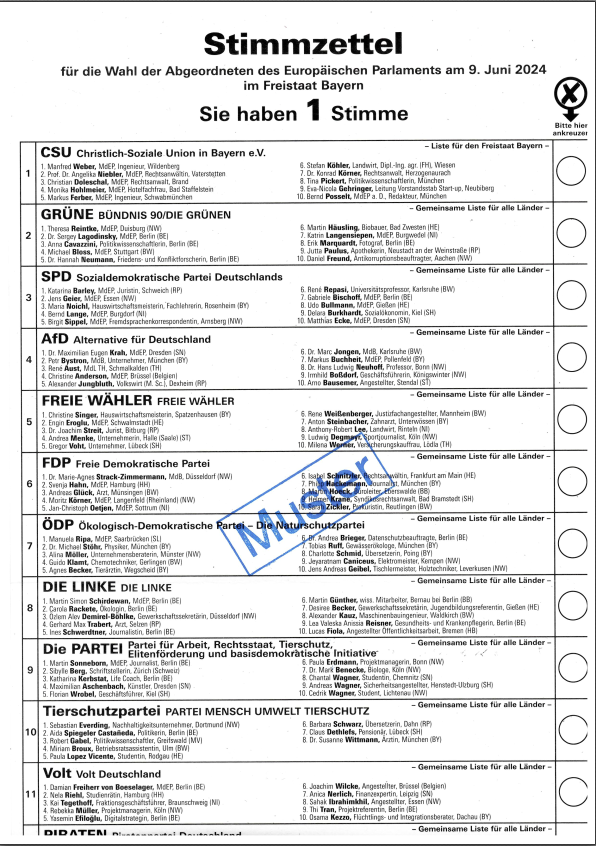 Stimmzettel
für die Wahl der Abgeordneten des Europäischen Parlaments am 9. Juni 2024
im Freistaat Bayern
Sie haben 1 Stimme
Bitte hier
ankreuzen
1
CSU Christlich-Soziale Union in Bayern e.V.
– Liste für den Freistaat Bayern –
1. Manfred Weber, MdEP, Ingenieur, Wildenberg
2. Prof. Dr. Angelika Niebler, MdEP, Rechtsanwältin, Vaterstetten
3. Christian Doleschal, MdEP, Rechtsanwalt, Brand
4. Monika Hohlmeier, MdEP, Hotelfachfrau, Bad Staffelstein
5. Markus Ferber, MdEP, Ingenieur, Schwabmünchen
6. Stefan Köhler, Landwirt, Dipl.-Ing. agr. (FH), Wiesen
7. Dr. Konrad Körner, Rechtsanwalt, Herzogenaurach
8. Tina Pickert, Politikwissenschaftlerin, München
9. Eva-Nicola Gehringer, Leitung Vorstandsstab Start-up, Neubiberg
10. Bernd Posselt, MdEP a. D., Redakteur, München
2
GRÜNE BÜNDNIS 90/DIE GRÜNEN
– Gemeinsame Liste für alle Länder –
1. Theresa Reintke, MdEP, Duisburg (NW)
2. Dr. Sergey Lagodinsky, MdEP, Berlin (BE)
3. Anna Cavazzini, Politikwissenschaftlerin, Berlin (BE)
4. Michael Bloss, MdEP, Stuttgart (BW)
5. Dr. Hannah Neumann, Friedens- und Konfliktforscherin, Berlin (BE)
6. Martin Häusling, Biobauer, Bad Zwesten (HE)
7. Katrin Langensiepen, MdEP, Burgwedel (NI)
8. Erik Marquardt, Fotograf, Berlin (BE)
9. Jutta Paulus, Apothekerin, Neustadt an der Weinstraße (RP)
10. Daniel Freund, Antikorruptionsbeauftragter, Aachen (NW)
3
SPD Sozialdemokratische Partei Deutschlands
– Gemeinsame Liste für alle Länder –
1. Katarina Barley, MdEP, Juristin, Schweich (RP)
2. Jens Geier, MdEP, Essen (NW)
3. Maria Noichl, Hauswirtschaftsmeisterin, Fachlehrerin, Rosenheim (BY)
4. Bernd Lange, MdEP, Burgdorf (NI)
5. Birgit Sippel, MdEP, Fremdsprachenkorrespondentin, Arnsberg (NW)
6. René Repasi, Universitätsprofessor, Karlsruhe (BW)
7. Gabriele Bischoff, MdEP, Berlin (BE)
8. Udo Bullmann, MdEP, Gießen (HE)
9. Delara Burkhardt, Sozialökonomin, Kiel (SH)
10. Matthias Ecke, MdEP, Dresden (SN)
4
AfD Alternative für Deutschland
– Gemeinsame Liste für alle Länder –
1. Dr. Maximilian Eugen Krah, MdEP, Dresden (SN)
2. Petr Bystron, MdB, Unternehmer, München (BY)
3. René Aust, MdL TH, Schmalkalden (TH)
4. Christine Anderson, MdEP, Brüssel (Belgien)
5. Alexander Jungbluth, Volkswirt (M. Sc.), Dexheim (RP)
6. Dr. Marc Jongen, MdB, Karlsruhe (BW)
7. Markus Buchheit, MdEP, Pollenfeld (BY)
8. Dr. Hans Ludwig Neuhoff, Professor, Bonn (NW)
9. Irmhild Boßdorf, Geschäftsführerin, Königswinter (NW)
10. Arno Bausemer, Angestellter, Stendal (ST)
5
FREIE WÄHLER FREIE WÄHLER
– Gemeinsame Liste für alle Länder –
1. Christine Singer, Hauswirtschaftsmeisterin, Spatzenhausen (BY)
2. Engin Eroglu, MdEP, Schwalmstadt (HE)
3. Dr. Joachim Streit, Jurist, Bitburg (RP)
4. Andrea Menke, Unternehmerin, Halle (Saale) (ST)
5. Gregor Voht, Unternehmer, Lübeck (SH)
6. Rene Weißenberger, Justizfachangestellter, Mannheim (BW)
7. Anton Steinbacher, Zahnarzt, Unterwössen (BY)
8. Anthony-Robert Lee, Landwirt, Rinteln (NI)
9. Ludwig Degmayr, Sportjournalist, Köln (NW)
10. Milena Werner, Versicherungskauffrau, Lödla (TH)
6
FDP Freie Demokratische Partei
– Gemeinsame Liste für alle Länder –
1. Dr. Marie-Agnes Strack-Zimmermann, MdB, Düsseldorf (NW)
2. Svenja Hahn, MdEP, Hamburg (HH)
3. Andreas Glück, Arzt, Münsingen (BW)
4. Moritz Körner, MdEP, Langenfeld (Rheinland) (NW)
5. Jan-Christoph Oetjen, MdEP, Sottrum (NI)
6. Isabel Schnitzler, Rechtsanwältin, Frankfurt am Main (HE)
7. Phil Hackemann, Journalist, München (BY)
8. Martin Hoeck, Büroleiter, Eberswalde (BB)
9. Helmer Krane, Syndikusrechtsanwalt, Bad Bramstedt (SH)
10. Sarah Zickler, Prokuristin, Reutlingen (BW)
Muster
7
ÖDP Ökologisch-Demokratische Partei – Die Naturschutzpartei
– Gemeinsame Liste für alle Länder –
1. Manuela Ripa, MdEP, Saarbrücken (SL)
2. Dr. Michael Stöhr, Physiker, München (BY)
3. Alina Möller, Unternehmensberaterin, Münster (NW)
4. Guido Klamt, Chemotechniker, Gerlingen (BW)
5. Agnes Becker, Tierärztin, Wegscheid (BY)
6. Dr. Andrea Brieger, Datenschutzbeauftragte, Berlin (BE)
7. Tobias Ruff, Gewässerökologe, München (BY)
8. Charlotte Schmid, Übersetzerin, Poing (BY)
9. Jeyaratnam Caniceus, Elektromeister, Kempen (NW)
10. Jens Andreas Geibel, Tischlermeister, Holztechniker, Leverkusen (NW)
8
DIE LINKE DIE LINKE
– Gemeinsame Liste für alle Länder –
1. Martin Simon Schirdewan, MdEP, Berlin (BE)
2. Carola Rackete, Ökologin, Berlin (BE)
3. Özlem Alev Demirel-Böhlke, Gewerkschaftssekretärin, Düsseldorf (NW)
4. Gerhard Max Trabert, Arzt, Selzen (RP)
5. Ines Schwerdtner, Journalistin, Berlin (BE)
6. Martin Günther, wiss. Mitarbeiter, Bernau bei Berlin (BB)
7. Desiree Becker, Gewerkschaftssekretärin, Jugendbildungsreferentin, Gießen (HE)
8. Alexander Kauz, Maschinenbauingenieur, Waldkirch (BW)
9. Lea Valeska Anissia Reisner, Gesundheits- und Krankenpflegerin, Berlin (BE)
10. Lucas Fiola, Angestellter Öffentlichkeitsarbeit, Bremen (HB)
9
Die PARTEI Partei für Arbeit, Rechtsstaat, Tierschutz,
Elitenförderung und basisdemokratische Initiative
– Gemeinsame Liste für alle Länder –
1. Martin Sonneborn, MdEP, Journalist, Berlin (BE)
2. Sibylle Berg, Schriftstellerin, Zürich (Schweiz)
3. Katharina Kerbstat, Life Coach, Berlin (BE)
4. Maximilian Aschenbach, Künstler, Dresden (SN)
5. Florian Wrobel, Geschäftsführer, Kiel (SH)
6. Paula Erdmann, Projektmanagerin, Bonn (NW)
7. Dr. Mark Benecke, Biologe, Köln (NW)
8. Chantal Wagner, Studentin, Chemnitz (SN)
9. Andreas Wagner, Sicherheitsangestellter, Henstedt-Ulzburg (SH)
10. Cedrik Wagner, Student, Lichtenau (NW)
10
Tierschutzpartei PARTEI MENSCH UMWELT TIERSCHUTZ
– Gemeinsame Liste für alle Länder –
1. Sebastian Everding, Nachhaltigkeitsunternehmer, Dortmund (NW)
2. Aida Spiegeler Castañeda, Politikerin, Berlin (BE)
3. Robert Gabel, Politikwissenschaftler, Greifswald (MV)
4. Miriam Broux, Betriebsratsassistentin, Ulm (BW)
5. Paula Lopez Vicente, Studentin, Rodgau (HE)
6. Barbara Schwarz, Übersetzerin, Dahn (RP)
7. Claus Dethlefs, Pensionär, Lübeck (SH)
8. Dr. Susanne Wittmann, Ärztin, München (BY)
11
Volt Volt Deutschland
– Gemeinsame Liste für alle Länder –
1. Damian Freiherr von Boeselager, MdEP, Berlin (BE)
2. Nela Riehl, Studienrätin, Hamburg (HH)
3. Kai Tegethoff, Fraktionsgeschäftsführer, Braunschweig (NI)
4. Rebekka Müller, Projektmanagerin, Köln (NW)
5. Yasemin Efiloğlu, Digitalstrategin, Berlin (BE)
6. Joachim Wilcke, Angestellter, Brüssel (Belgien)
7. Anica Nerlich, Finanzexpertin, Leipzig (SN)
8. Sahak Ibrahimkhil, Angestellter, Essen (NW)
9. Thi Tran, Projektreferentin, Berlin (BE)
10. Osama Kezzo, Flüchtlings- und Integrationsberater, Dachau (BY)
PIRATEN Piratenpartei Deutschland
– Gemeinsame Liste für alle Länder –